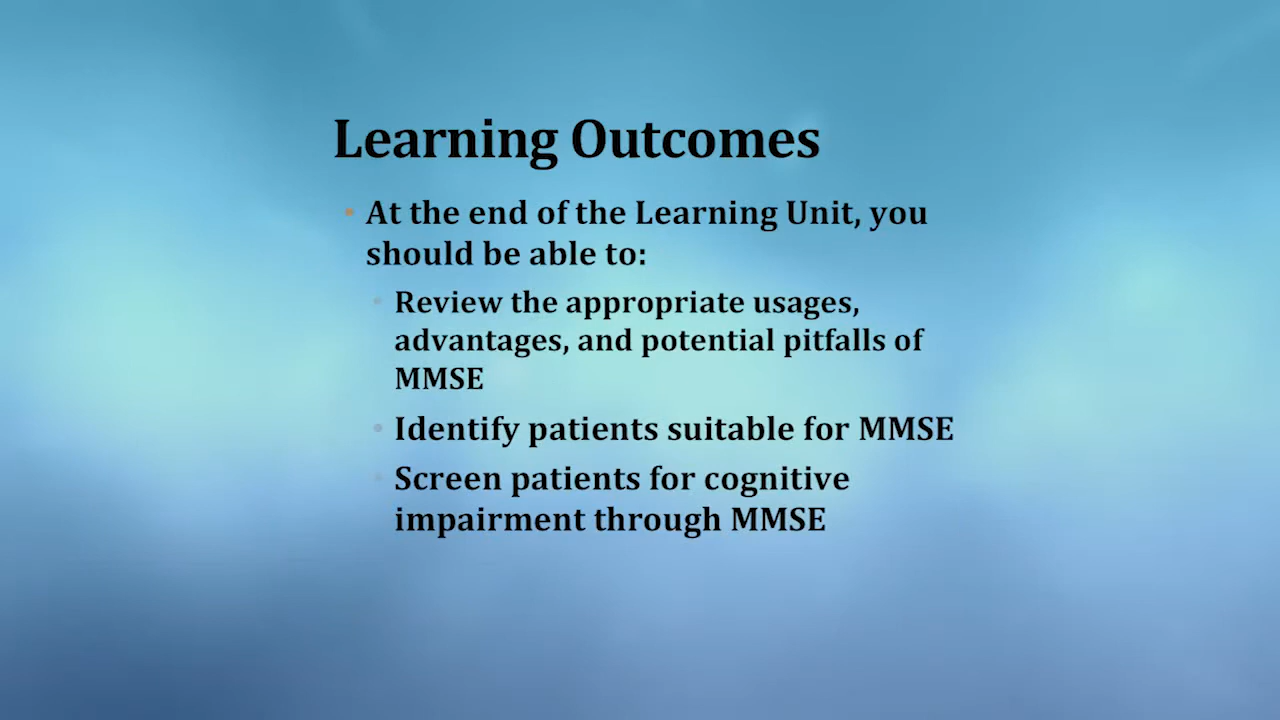 Learning Outcomes
• At the end of the Learning Unit, you
should be able to:
• Review the appropriate usages,
advantages, and potential pitfalls of
MMSE
• Identify patients suitable for MMSE
• Screen patients for cognitive
impairment through MMSE